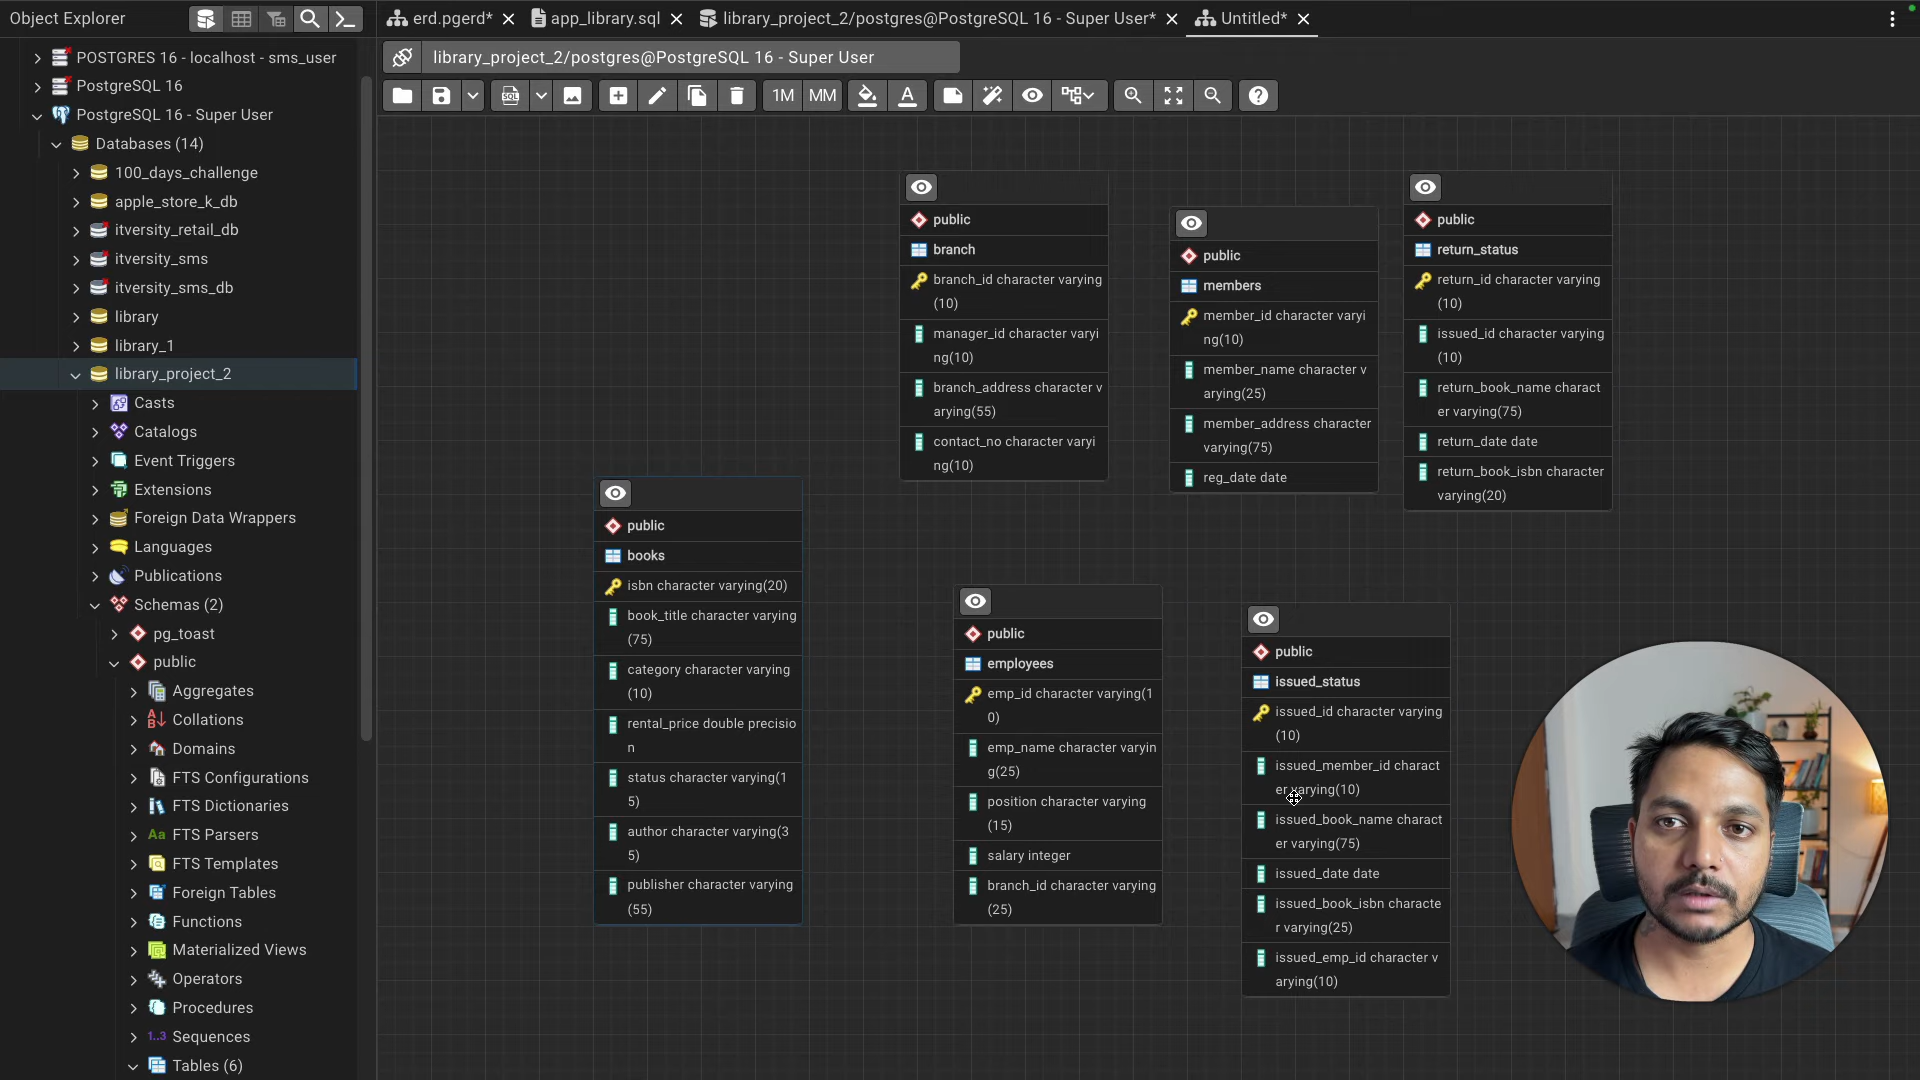 Object Explorer
erd.pgerd*
app_library.sql
library_project_2/postgres@PostgreSQL 16 - Super User*
Untitled*
library_project_2/postgres@PostgreSQL 16 - Super User
SQL
1M
MM
POSTGRES 16 - localhost - sms_user
PostgreSQL 16
PostgreSQL 16 - Super User
Databases (14)
100_days_challenge
apple_store_k_db
itversity_retail_db
itversity_sms
itversity_sms_db
library
library_1
library_project_2
Casts
Catalogs
Event Triggers
Extensions
Foreign Data Wrappers
Languages
Publications
Schemas (2)
pg_toast
public
Aggregates
Collations
Domains
FTS Configurations
FTS Dictionaries
Aa FTS Parsers
FTS Templates
Foreign Tables
Functions
Materialized Views
Operators
Procedures
1..3 Sequences
Tables (6)
public
branch
branch_id character varying
(10)
manager_id character varyi
ng(10)
branch_address character v
arying(55)
contact_no character varyi
ng(10)
public
members
member_id character varyi
ng(10)
member_name character v
arying(25)
member_address character
varying(75)
reg_date date
public
return_status
return_id character varying
(10)
issued_id character varying
(10)
return_book_name charact
er varying(75)
return_date date
return_book_isbn character
varying(20)
public
books
isbn character varying(20)
book_title character varying
(75)
category character varying
(10)
rental_price double precisio
n
status character varying(1
5)
author character varying(3
5)
publisher character varying
(55)
public
employees
emp_id character varying(1
0)
emp_name character varyin
g(25)
position character varying
(15)
salary integer
branch_id character varying
(25)
public
issued_status
issued_id character varying
(10)
issued_member_id charact
er varying(10)
issued_book_name charact
er varying(75)
issued_date date
issued_book_isbn characte
r varying(25)
issued_emp_id character v
arying(10)